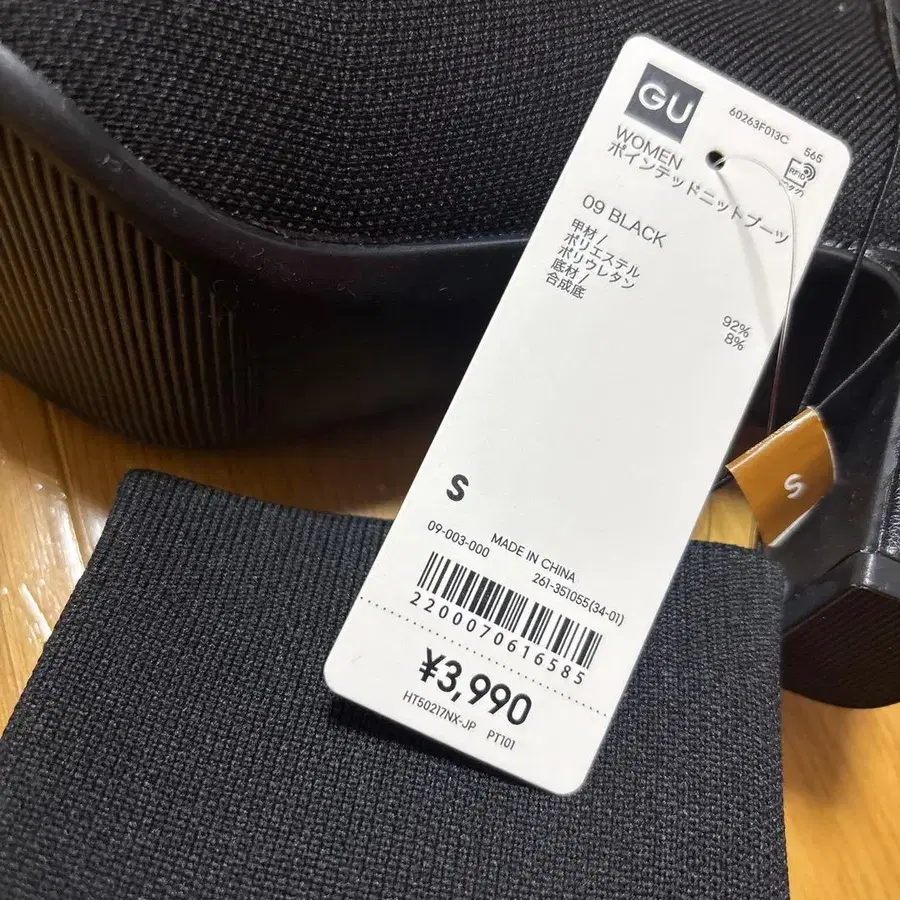 GU
60263F013C 565
RFID
WOMEN
ポインテッドニットブーツ
09 BLACK
甲材/
ポリエステル 92%
ポリウレタン 8%
底材/
合成底
S
S
09-003-000 MADE IN CHINA
261-351055(34-01)
2200070616585
¥3,990
HT50217NX-JP PT101